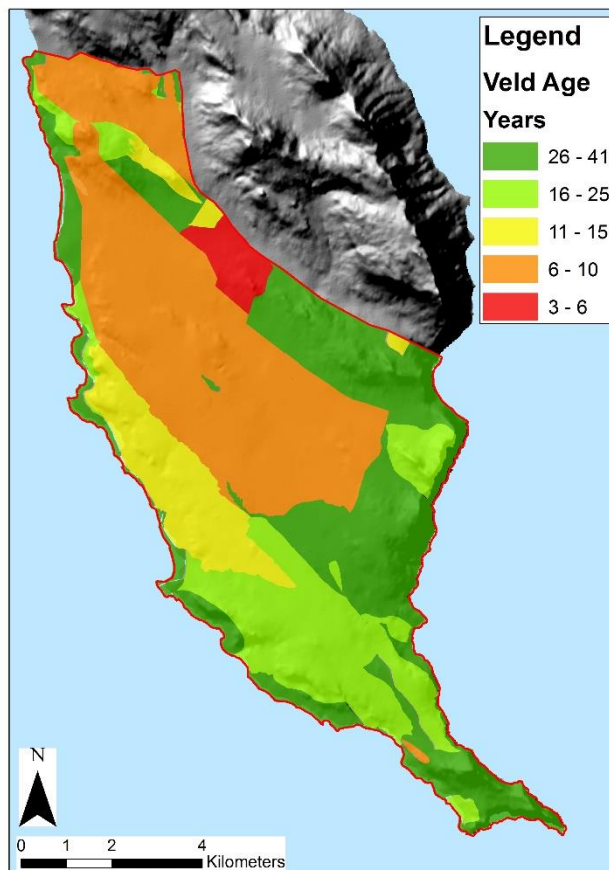 Legend
Veld Age
Years
26 - 41
16 - 25
11 - 15
6 - 10
3 - 6
N
0 1 2 4
Kilometers